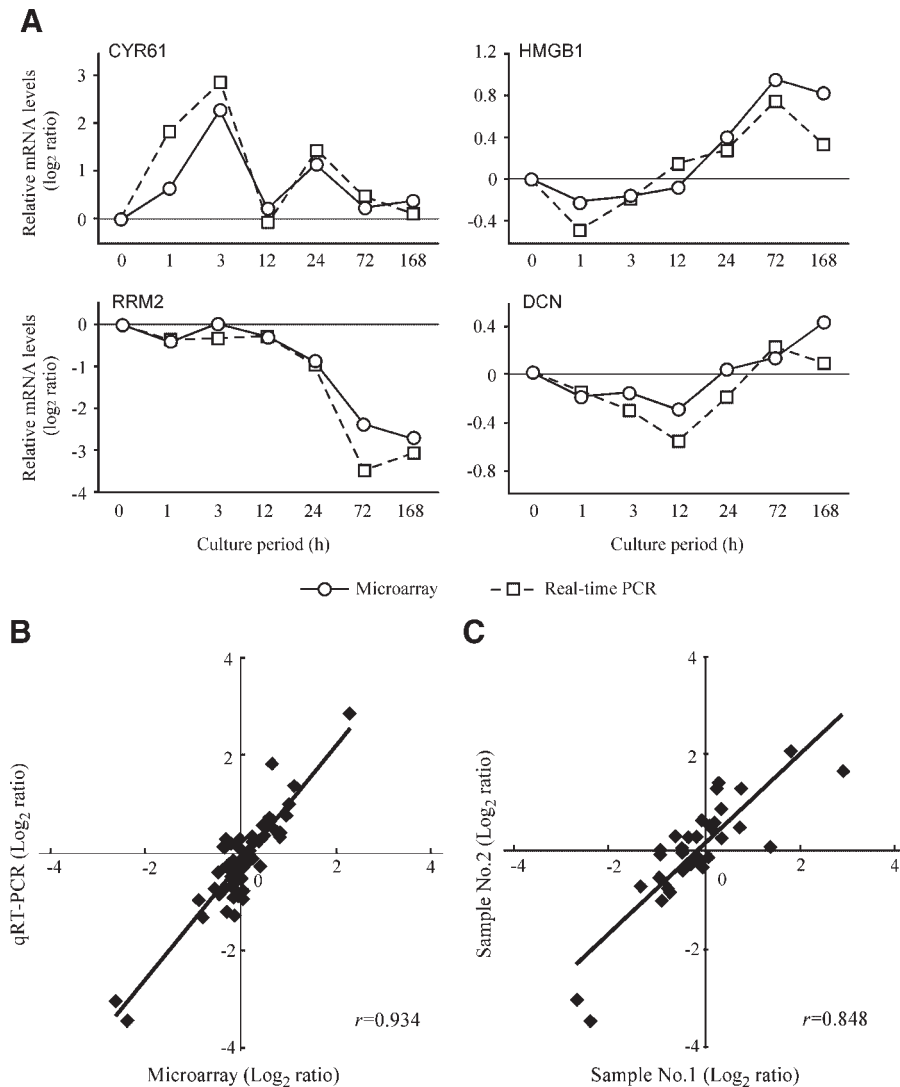 A
CYR61
Relative mRNA levels
(log2 ratio)
3
2
1
0
0 1 3 12 24 72 168
HMGB1
1.2
0.8
0.4
0
-0.4
0 1 3 12 24 72 168
RRM2
Relative mRNA levels
(log2 ratio)
0
-1
-2
-3
-4
0 1 3 12 24 72 168
Culture period (h)
DCN
0.4
0
-0.4
-0.8
0 1 3 12 24 72 168
Culture period (h)
Microarray
Real-time PCR
B
qRT-PCR (Log2 ratio)
4
2
-4 -2 0 2 4
-2
-4
r=0.934
Microarray (Log2 ratio)
C
Sample No.2 (Log2 ratio)
4
2
-4 -2 0 2 4
-2
-4
r=0.848
Sample No.1 (Log2 ratio)